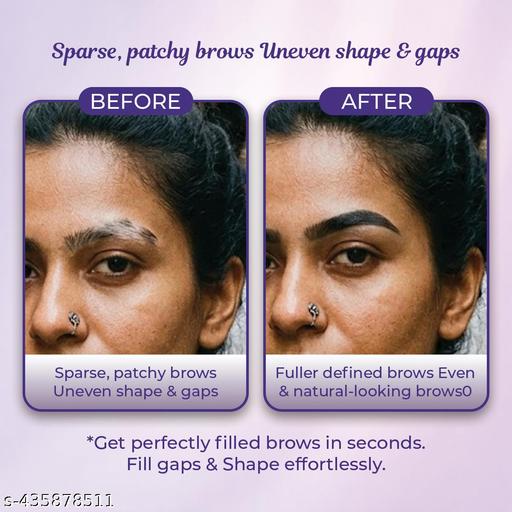 Sparse, patchy brows Uneven shape & gaps
BEFORE
AFTER
Sparse, patchy brows
Uneven shape & gaps
Fuller defined brows Even
& natural-looking brows0
*Get perfectly filled brows in seconds.
Fill gaps & Shape effortlessly.
s-435878511